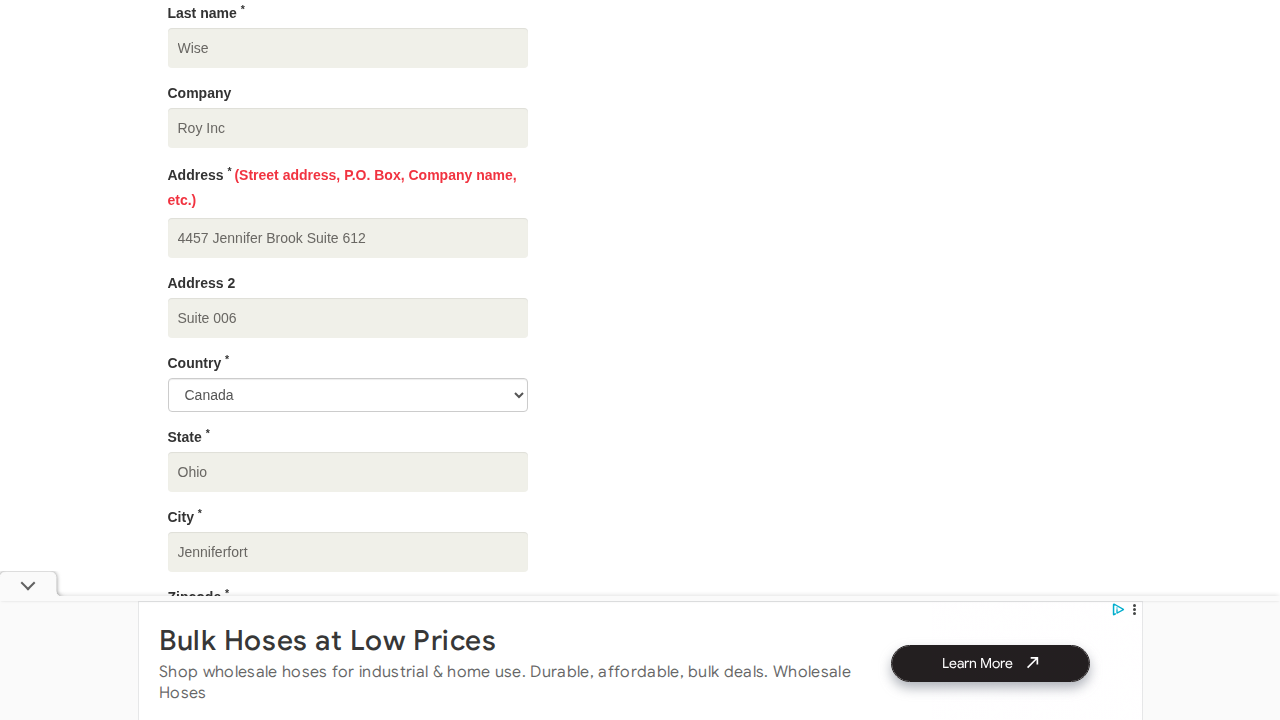 Last name *
Wise
Company
Roy Inc
Address * (Street address, P.O. Box, Company name,
etc.)
4457 Jennifer Brook Suite 612
Address 2
Suite 006
Country *
Canada
State *
Ohio
City *
Jenniferfort
Zipcode *
Bulk Hoses at Low Prices
Shop wholesale hoses for industrial & home use. Durable, affordable, bulk deals. Wholesale
Hoses
Learn More